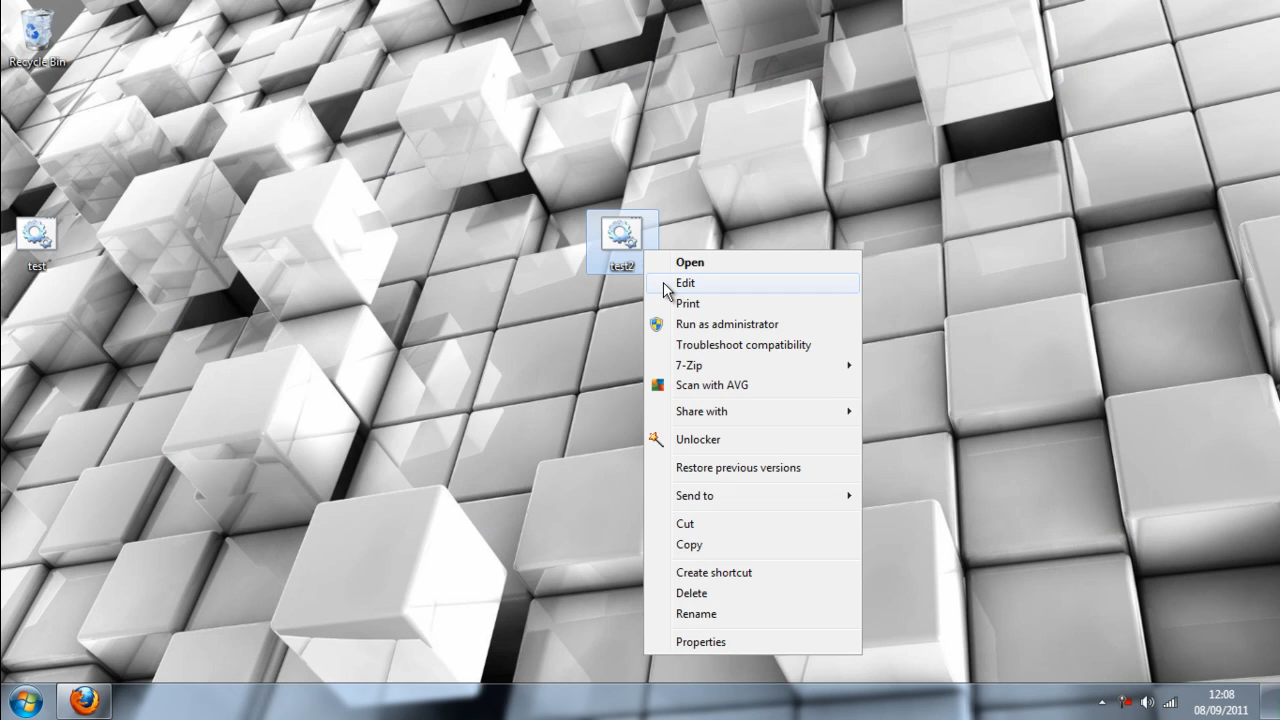 Recycle Bin
test
test2
Open
Edit
Print
Run as administrator
Troubleshoot compatibility
7-Zip
Scan with AVG
Share with
Unlocker
Restore previous versions
Send to
Cut
Copy
Create shortcut
Delete
Rename
Properties
12:08
08/09/2011